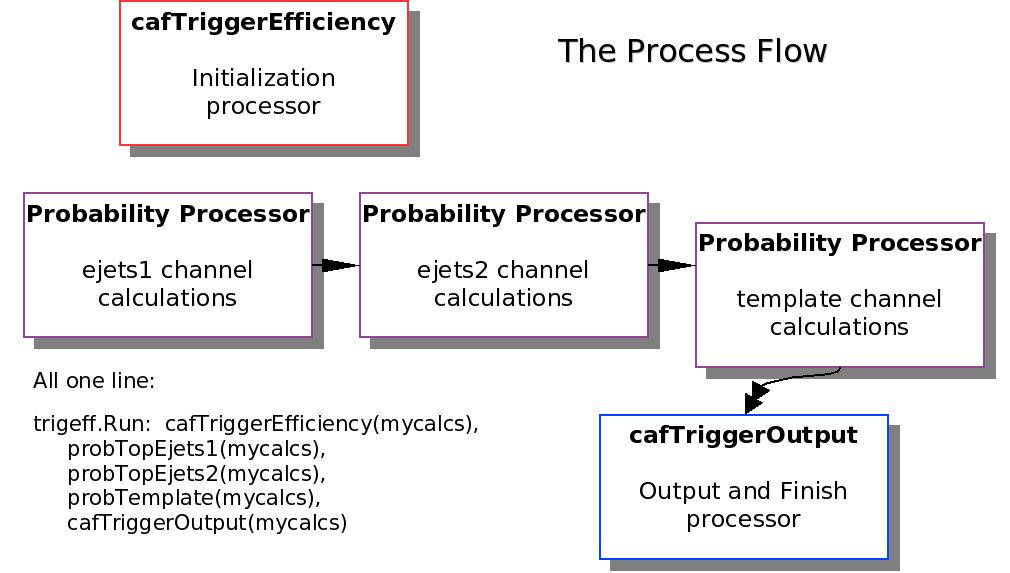 cafTriggerEfficiency
Initialization
processor
The Process Flow
Probability Processor
ejets1 channel
calculations
Probability Processor
ejets2 channel
calculations
Probability Processor
template channel
calculations
All one line:
trigeff.Run:  cafTriggerEfficiency(mycalcs),
probTopEjets1(mycalcs),
probTopEjets2(mycalcs),
probTemplate(mycalcs),
cafTriggerOutput(mycalcs)
cafTriggerOutput
Output and Finish
processor